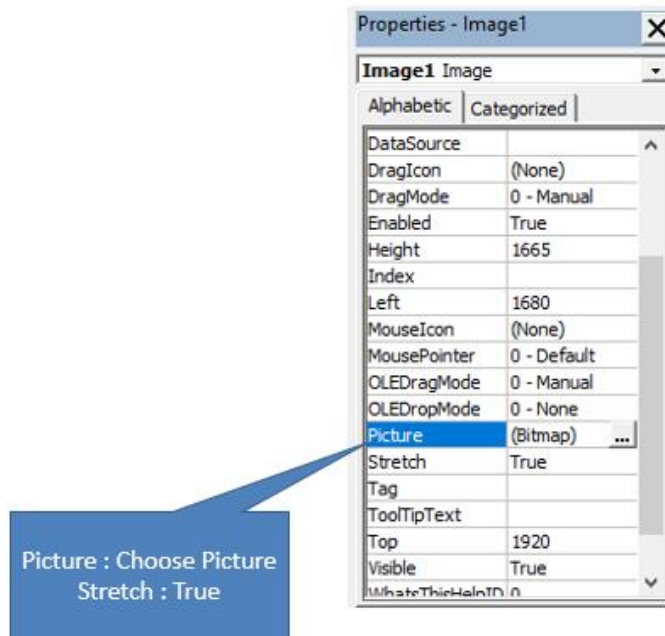 Properties - Image1
Image1 Image
Alphabetic Categorized
DataSource
DragIcon (None)
DragMode 0 - Manual
Enabled True
Height 1665
Index
Left 1680
MouseIcon (None)
MousePointer 0 - Default
OLEDragMode 0 - Manual
OLEDropMode 0 - None
Picture (Bitmap) ...
Stretch True
Tag
ToolTipText
Top 1920
Visible True
WhatsThisHelpID 0
Picture : Choose Picture
Stretch : True